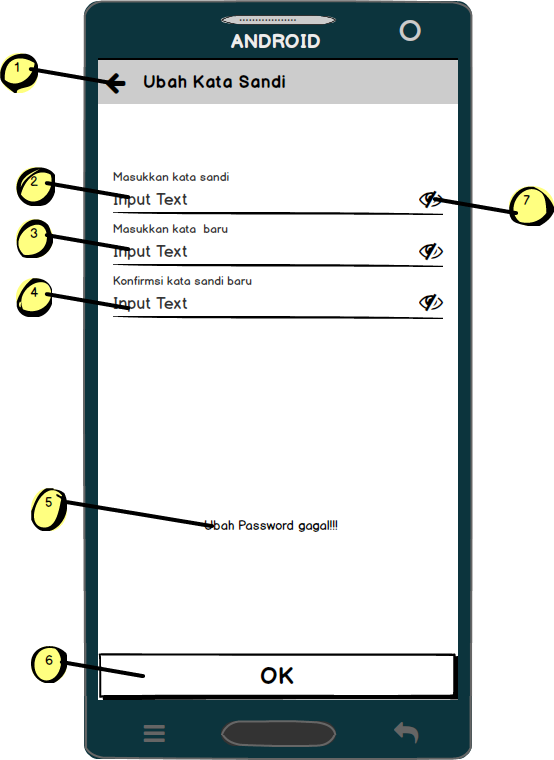 ANDROID
1
Ubah Kata Sandi
Masukkan kata sandi
2
Input Text
7
Masukkan kata baru
3
Input Text
Konfirmsi kata sandi baru
4
Input Text
5
Ubah Password gagal!!!
6
OK